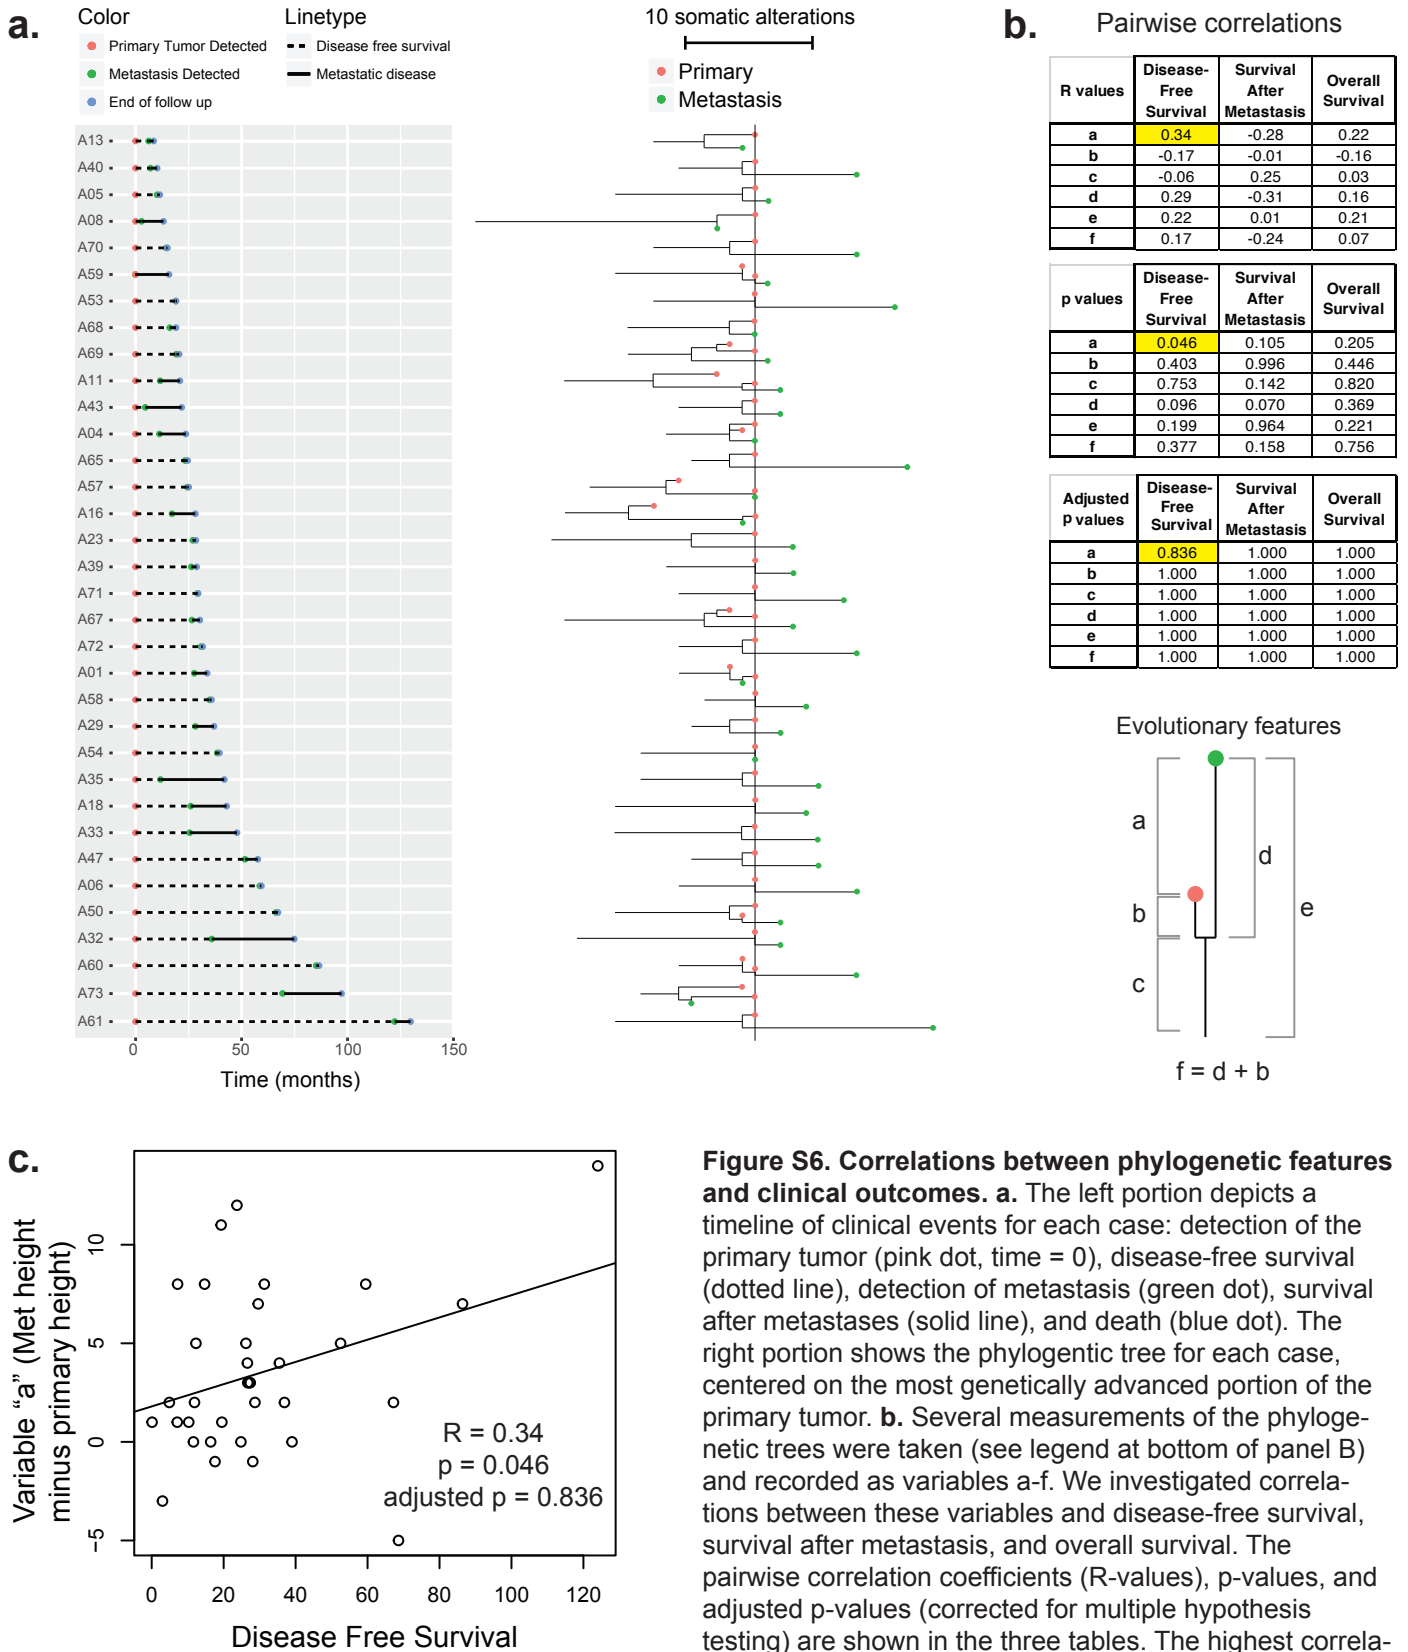 a.
Color
Linetype
Primary Tumor Detected
Disease free survival
Metastasis Detected
Metastatic disease
End of follow up
10 somatic alterations
Primary
Metastasis
A13
A40
A05
A08
A70
A59
A53
A68
A69
A11
A43
A04
A65
A57
A16
A23
A39
A71
A67
A72
A01
A58
A29
A54
A35
A18
A33
A47
A06
A50
A32
A60
A73
A61
0 50 100 150
Time (months)
b.
Pairwise correlations
R values Disease-Free Survival Survival After Metastasis Overall Survival
a 0.34 -0.28 0.22
b -0.17 -0.01 -0.16
c -0.06 0.25 0.03
d 0.29 -0.31 0.16
e 0.22 0.01 0.21
f 0.17 -0.24 0.07
p values Disease-Free Survival Survival After Metastasis Overall Survival
a 0.046 0.105 0.205
b 0.403 0.996 0.446
c 0.753 0.142 0.820
d 0.096 0.070 0.369
e 0.199 0.964 0.221
f 0.377 0.158 0.756
Adjusted p values Disease-Free Survival Survival After Metastasis Overall Survival
a 0.836 1.000 1.000
b 1.000 1.000 1.000
c 1.000 1.000 1.000
d 1.000 1.000 1.000
e 1.000 1.000 1.000
f 1.000 1.000 1.000
Evolutionary features
a
b
c
d
e
f = d + b
c.
Variable “a” (Met height
minus primary height)
−5 0 5 10
R = 0.34
p = 0.046
adjusted p = 0.836
0 20 40 60 80 100 120
Disease Free Survival
Figure S6. Correlations between phylogenetic features
and clinical outcomes. a. The left portion depicts a
timeline of clinical events for each case: detection of the
primary tumor (pink dot, time = 0), disease-free survival
(dotted line), detection of metastasis (green dot), survival
after metastases (solid line), and death (blue dot). The
right portion shows the phylogentic tree for each case,
centered on the most genetically advanced portion of the
primary tumor. b. Several measurements of the phyloge-
netic trees were taken (see legend at bottom of panel B)
and recorded as variables a-f. We investigated correla-
tions between these variables and disease-free survival,
survival after metastasis, and overall survival. The
pairwise correlation coefficients (R-values), p-values, and
adjusted p-values (corrected for multiple hypothesis
testing) are shown in the three tables. The highest correla-